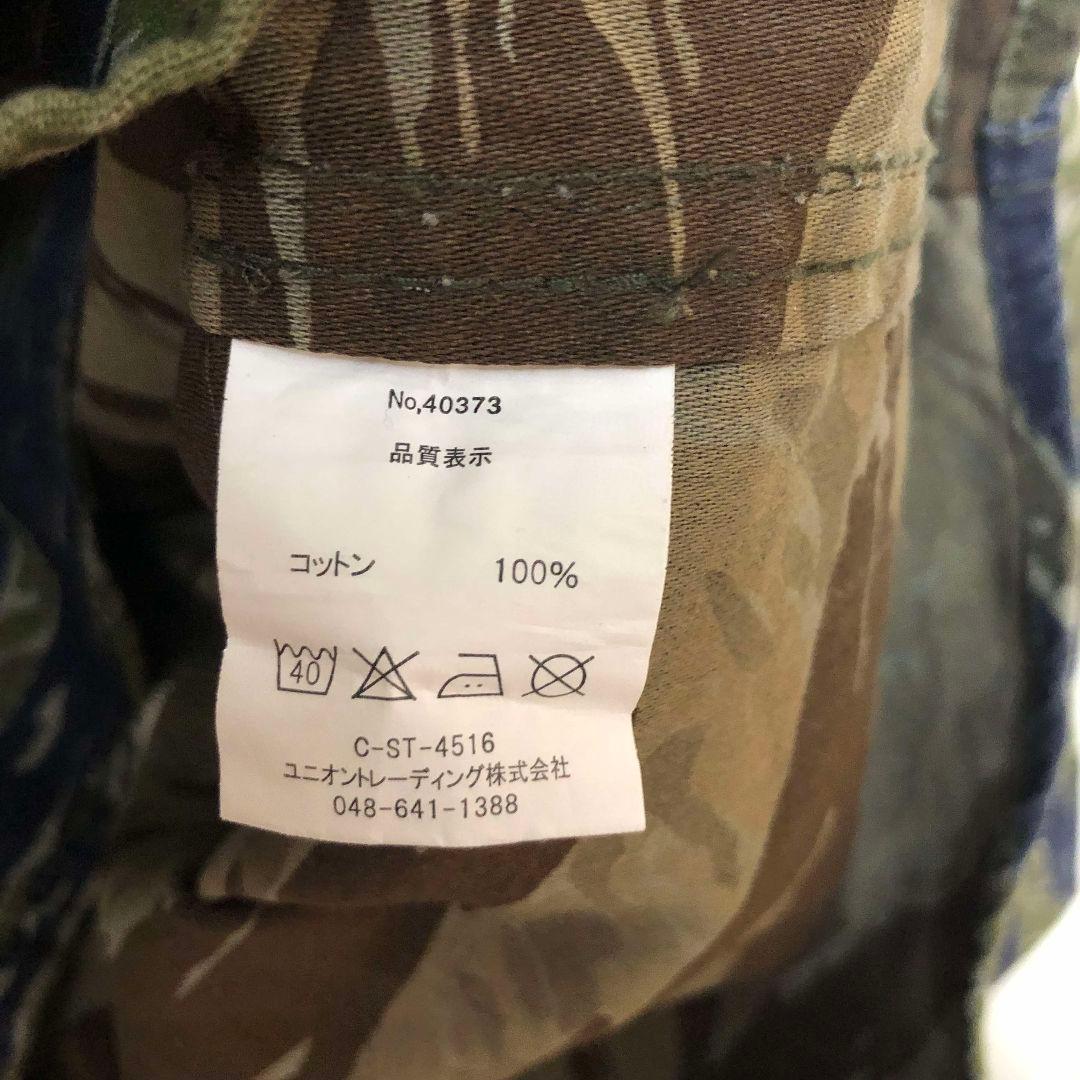 No,40373
品質表示
コットン 100%
40
C-ST-4516
ユニオントレーディング株式会社
048-641-1388